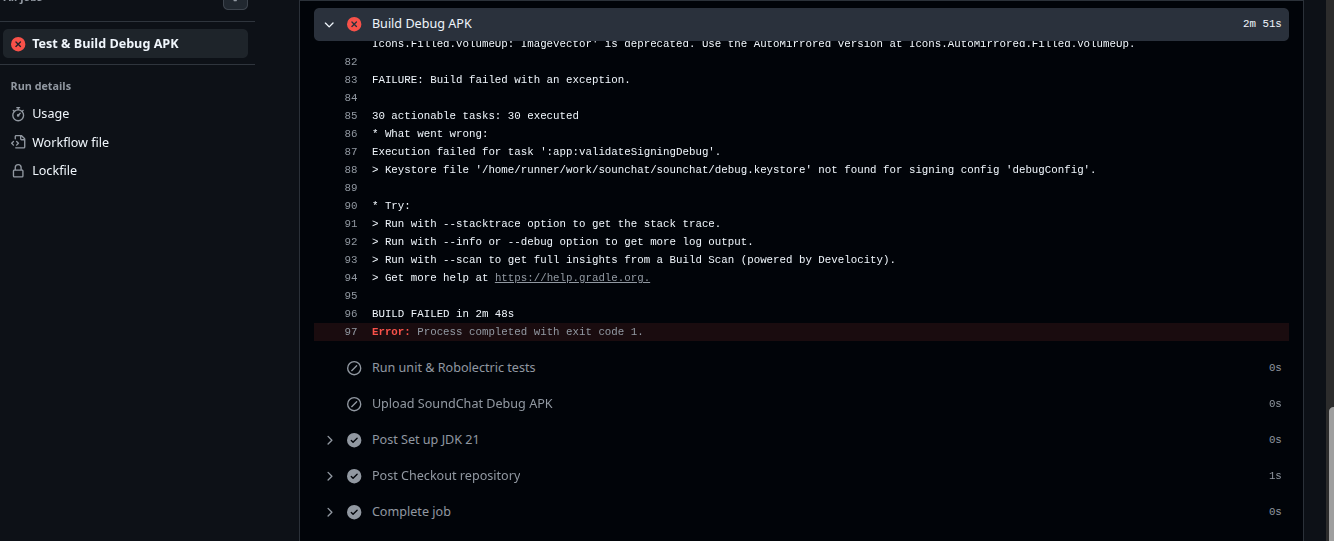 Test & Build Debug APK
Run details
Usage
Workflow file
Lockfile
Build Debug APK 2m 51s
Icons.Filled.VolumeUp: ImageVector' is deprecated. Use the AutoMirrored version at Icons.AutoMirrored.Filled.VolumeUp.
82
83 FAILURE: Build failed with an exception.
84
85 30 actionable tasks: 30 executed
86 * What went wrong:
87 Execution failed for task ':app:validateSigningDebug'.
88 > Keystore file '/home/runner/work/sounchat/sounchat/debug.keystore' not found for signing config 'debugConfig'.
89
90 * Try:
91 > Run with --stacktrace option to get the stack trace.
92 > Run with --info or --debug option to get more log output.
93 > Run with --scan to get full insights from a Build Scan (powered by Develocity).
94 > Get more help at https://help.gradle.org.
95
96 BUILD FAILED in 2m 48s
97 Error: Process completed with exit code 1.
Run unit & Robolectric tests 0s
Upload SoundChat Debug APK 0s
Post Set up JDK 21 0s
Post Checkout repository 1s
Complete job 0s